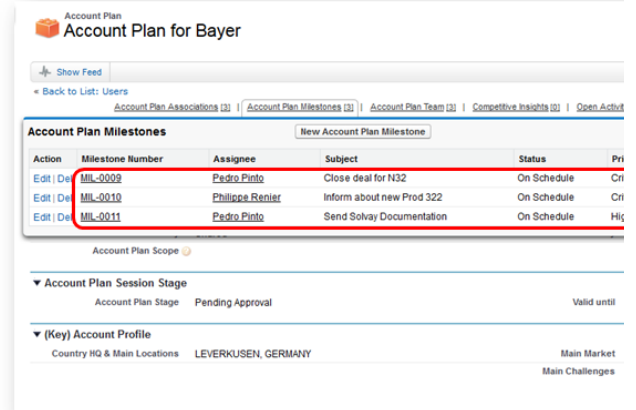 Account Plan
Account Plan for Bayer
Show Feed
« Back to List: Users
Account Plan Associations [3] | Account Plan Milestones [3] | Account Plan Team [3] | Competitive Insights [0] | Open Activit
Account Plan Milestones New Account Plan Milestone
Action Milestone Number Assignee Subject Status Pri
Edit | Del MIL-0009 Pedro Pinto Close deal for N32 On Schedule Cri
Edit | Del MIL-0010 Philippe Renier Inform about new Prod 322 On Schedule Cri
Edit | Del MIL-0011 Pedro Pinto Send Solvay Documentation On Schedule Hig
Account Plan Scope
Account Plan Session Stage
Account Plan Stage Pending Approval Valid until
(Key) Account Profile
Country HQ & Main Locations LEVERKUSEN, GERMANY Main Market
Main Challenges